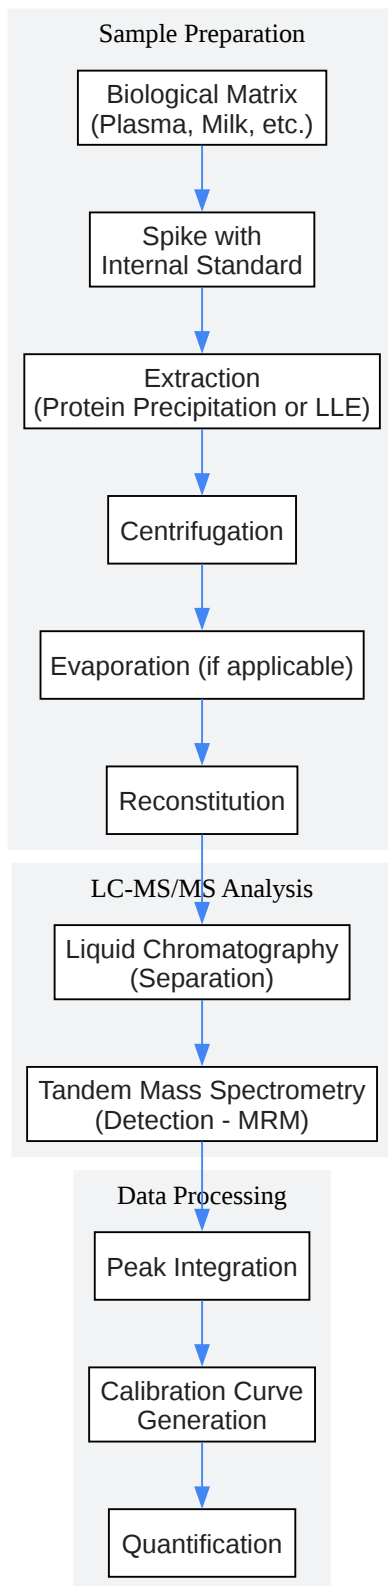 Sample Preparation
Biological Matrix
(Plasma, Milk, etc.)
Spike with
Internal Standard
Extraction
(Protein Precipitation or LLE)
Centrifugation
Evaporation (if applicable)
Reconstitution
LC-MS/MS Analysis
Liquid Chromatography
(Separation)
Tandem Mass Spectrometry
(Detection - MRM)
Data Processing
Peak Integration
Calibration Curve
Generation
Quantification